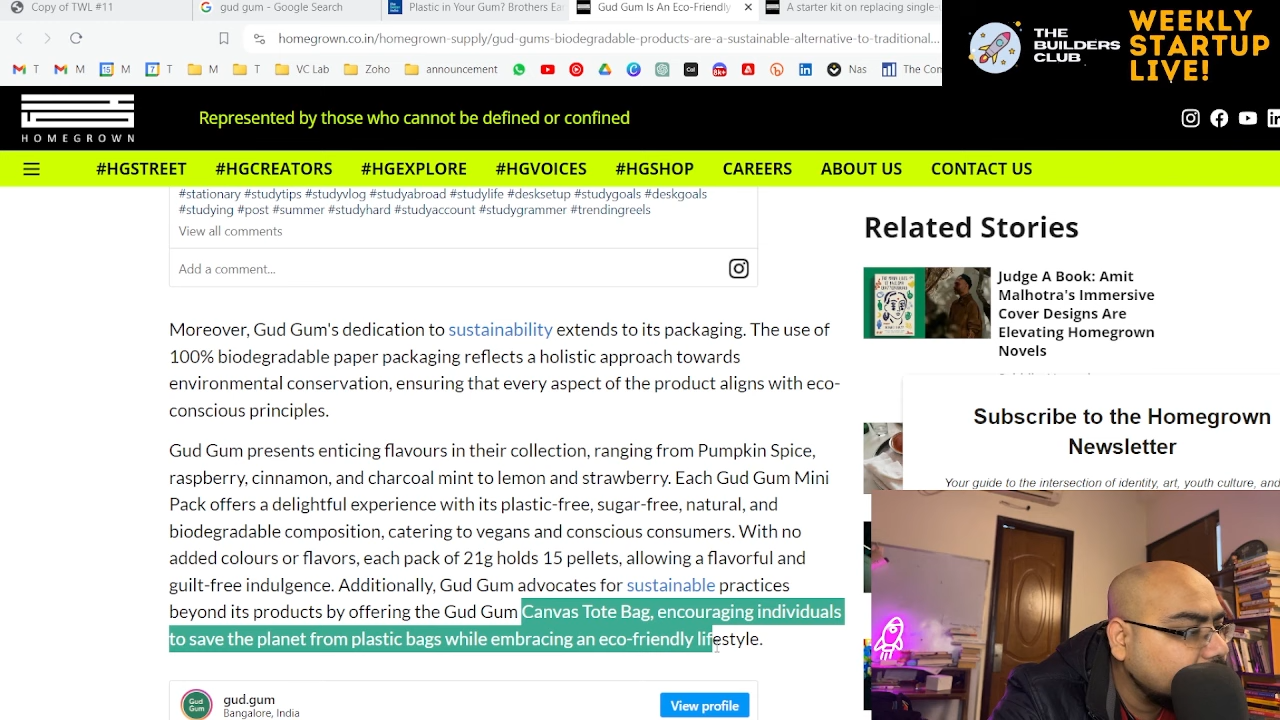 Copy of TWL #11
gud gum - Google Search
Plastic in Your Gum? Brothers Ear
Gud Gum Is An Eco-Friendly
A starter kit on replacing single-u
homegrown.co.in/homegrown-sundry/gud-gums-biodegradable-products-are-a-sustainable-alternative-to-traditional...
T
M
M
T
M
T
VC Lab
Zoho
announcement
Nas
The Com
THE BUILDERS CLUB
WEEKLY STARTUP LIVE!
HOMEGROWN
Represented by those who cannot be defined or confined
#HGSTREET
#HGCREATORS
#HGEXPLORE
#HGVOICES
#HGSHOP
CAREERS
ABOUT US
CONTACT US
#stationary #studytips #studyvlog #studyabroad #studylife #desksetup #studygoals #deskgoals
#studying #post #summer #studyhard #studyaccount #studygrammer #trendingreels
View all comments
Add a comment...
Moreover, Gud Gum's dedication to sustainability extends to its packaging. The use of
100% biodegradable paper packaging reflects a holistic approach towards
environmental conservation, ensuring that every aspect of the product aligns with eco-
conscious principles.
Gud Gum presents enticing flavours in their collection, ranging from Pumpkin Spice,
raspberry, cinnamon, and charcoal mint to lemon and strawberry. Each Gud Gum Mini
Pack offers a delightful experience with its plastic-free, sugar-free, natural, and
biodegradable composition, catering to vegans and conscious consumers. With no
added colours or flavors, each pack of 21g holds 15 pellets, allowing a flavorful and
guilt-free indulgence. Additionally, Gud Gum advocates for sustainable practices
beyond its products by offering the Gud Gum Canvas Tote Bag, encouraging individuals
to save the planet from plastic bags while embracing an eco-friendly lifestyle.
Gud Gum
gud.gum
Bangalore, India
View profile
Related Stories
Judge A Book: Amit
Malhotra's Immersive
Cover Designs Are
Elevating Homegrown
Novels
Subscribe to the Homegrown
Newsletter
Your guide to the intersection of identity, art, youth culture, and